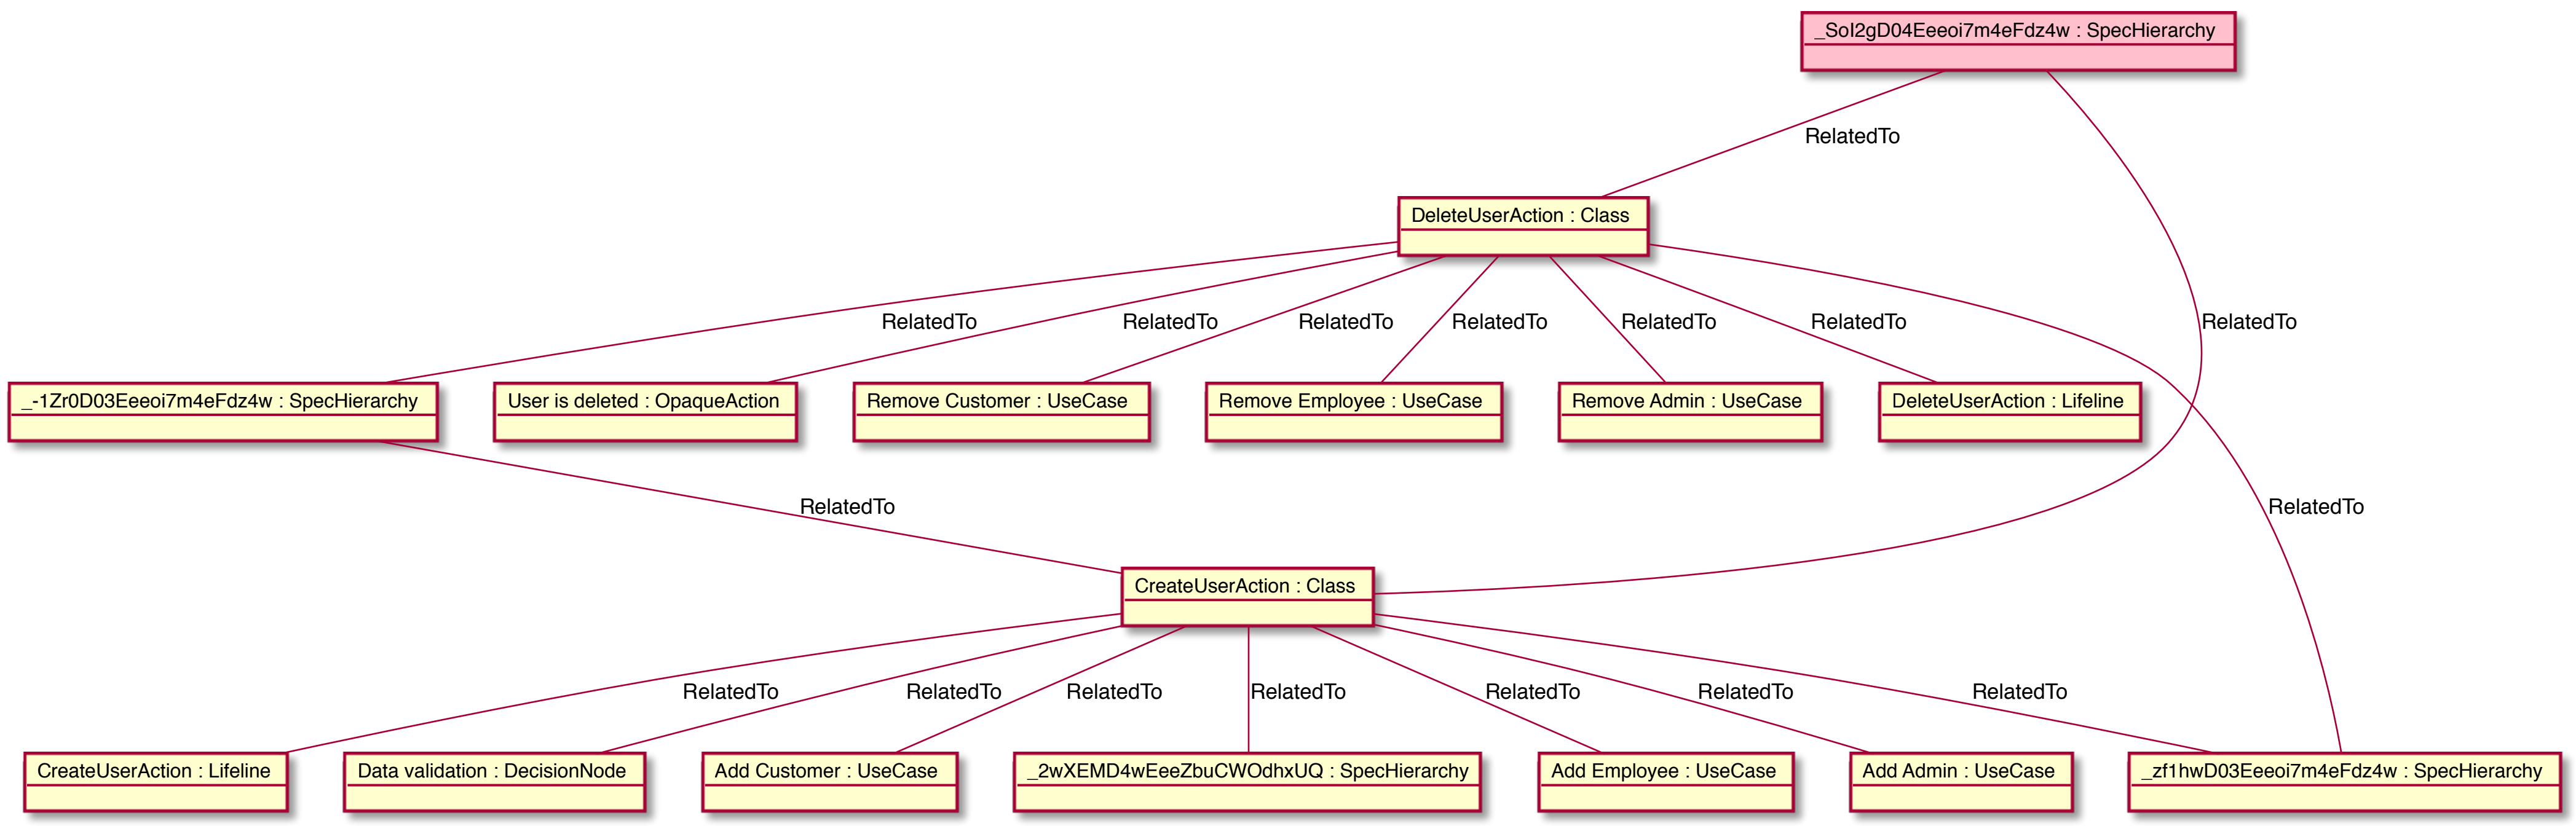 _SoI2gD04Eeeoi7m4eFdz4w : SpecHierarchy
RelatedTo
DeleteUserAction : Class
RelatedTo
RelatedTo
RelatedTo
RelatedTo
RelatedTo
RelatedTo
RelatedTo
_-1Zr0D03Eeeoi7m4eFdz4w : SpecHierarchy
User is deleted : OpaqueAction
Remove Customer : UseCase
Remove Employee : UseCase
Remove Admin : UseCase
DeleteUserAction : Lifeline
RelatedTo
RelatedTo
CreateUserAction : Class
RelatedTo
RelatedTo
RelatedTo
RelatedTo
RelatedTo
RelatedTo
RelatedTo
CreateUserAction : Lifeline
Data validation : DecisionNode
Add Customer : UseCase
_2wXEMD4wEeeZbuCWOdhxUQ : SpecHierarchy
Add Employee : UseCase
Add Admin : UseCase
_zf1hwD03Eeeoi7m4eFdz4w : SpecHierarchy